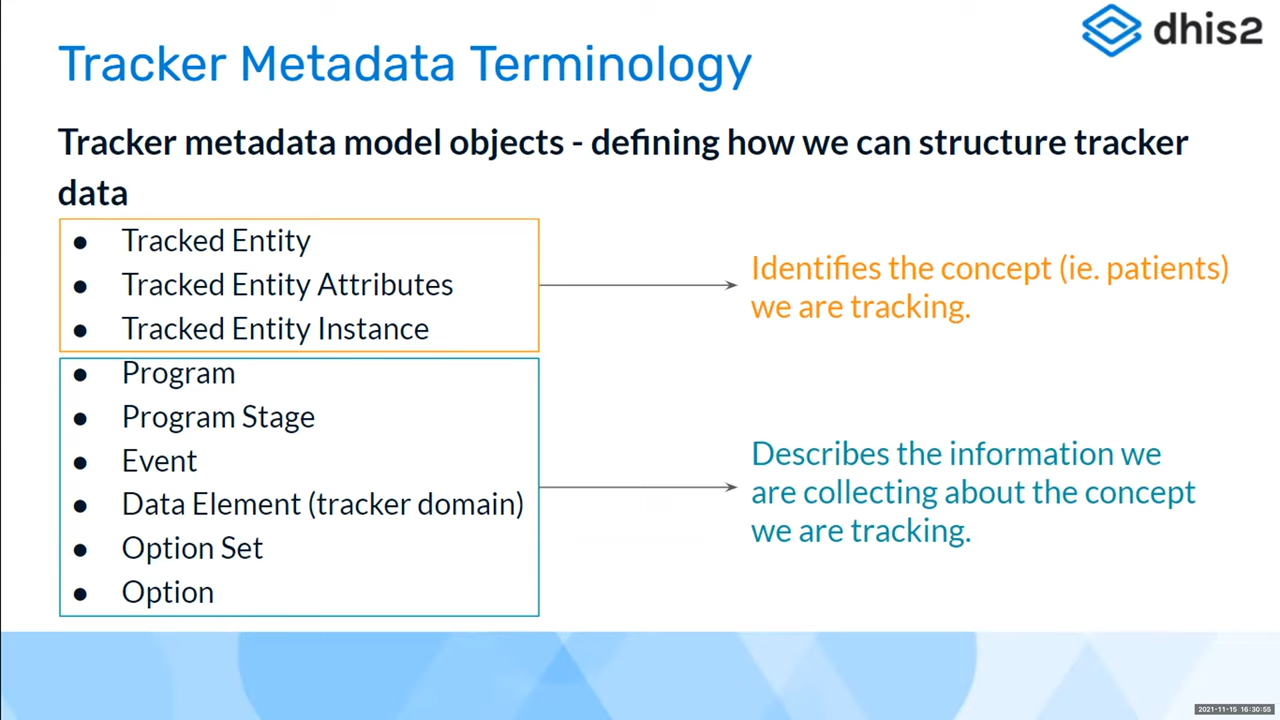 dhis2
Tracker Metadata Terminology
Tracker metadata model objects - defining how we can structure tracker
data
● Tracked Entity
● Tracked Entity Attributes
● Tracked Entity Instance
Identifies the concept (ie. patients)
we are tracking.
● Program
● Program Stage
● Event
● Data Element (tracker domain)
● Option Set
● Option
Describes the information we
are collecting about the concept
we are tracking.
2021-11-15 16:30:55